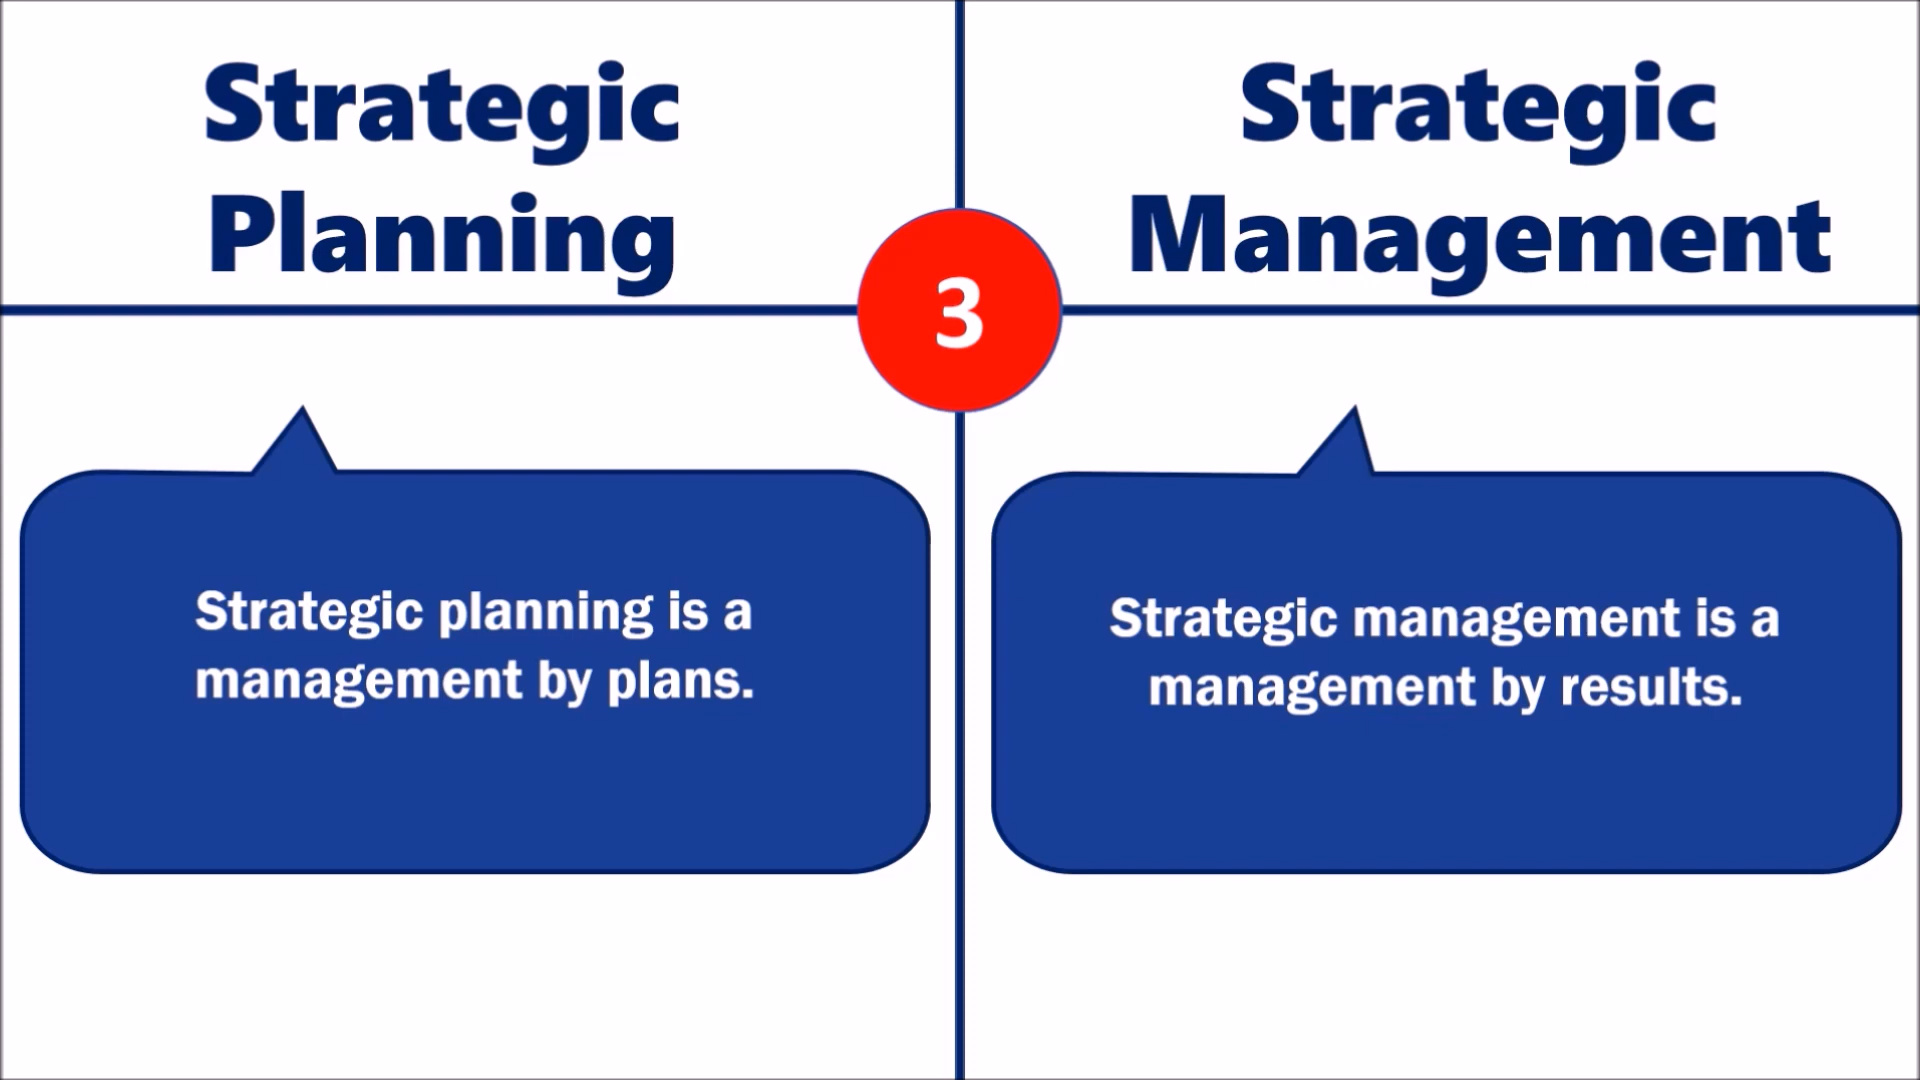 Strategic
Planning
Strategic
Management
3
Strategic planning is a
management by plans.
Strategic management is a
management by results.